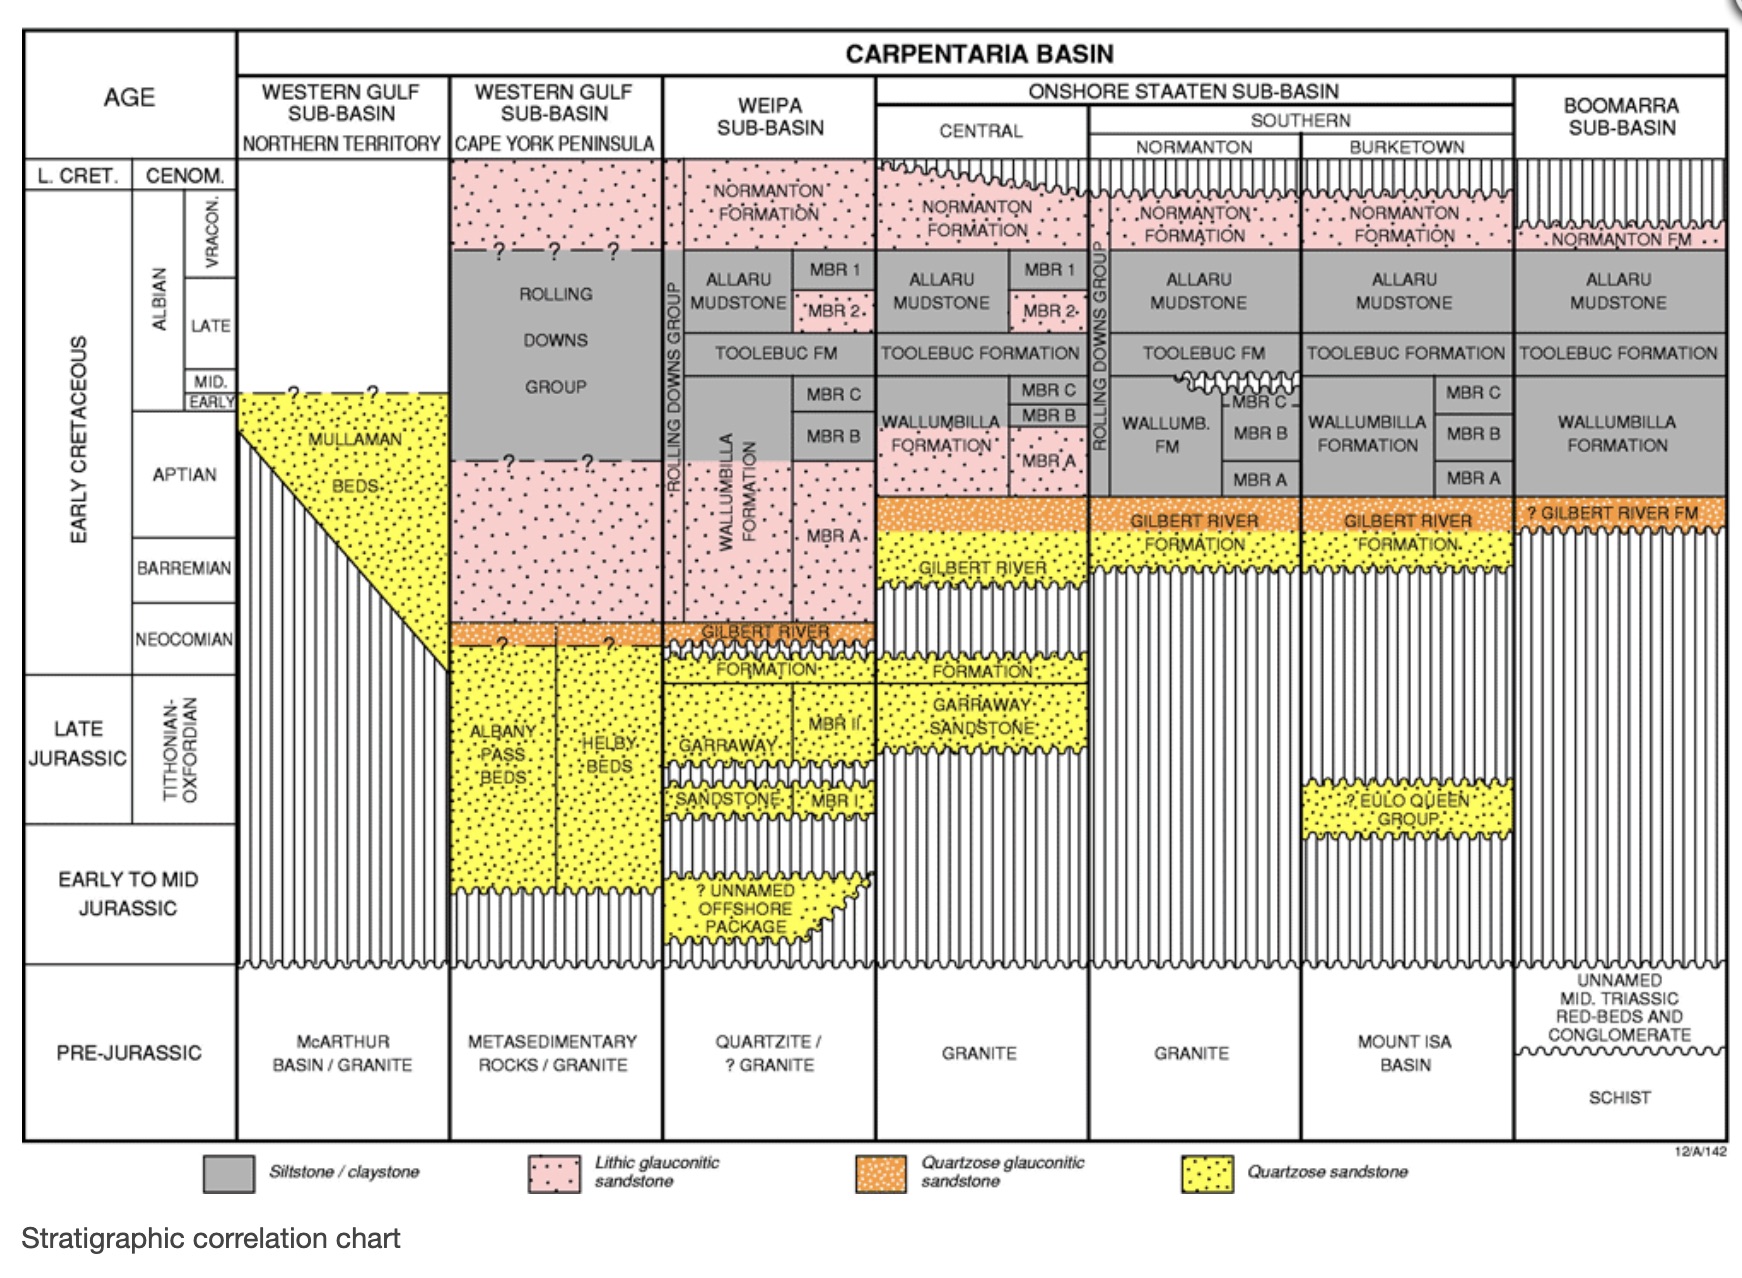 CARPENTARIA BASIN
AGE
WESTERN GULF
SUB-BASIN
NORTHERN TERRITORY
WESTERN GULF
SUB-BASIN
CAPE YORK PENINSULA
WEIPA
SUB-BASIN
ONSHORE STAATEN SUB-BASIN
CENTRAL
SOUTHERN
NORMANTON
BURKETOWN
BOOMARRA
SUB-BASIN
L. CRET.
CENOM.
EARLY CRETACEOUS
ALBIAN
VRACON.
LATE
MID.
EARLY
APTIAN
BARREMIAN
NEOCOMIAN
LATE
JURASSIC
TITHONIAN-
OXFORDIAN
EARLY TO MID
JURASSIC
PRE-JURASSIC
? ?
MULLAMAN
BEDS
McARTHUR
BASIN / GRANITE
? ? ?
ROLLING
DOWNS
GROUP
? ?
? ?
ALBANY
PASS
BEDS
HELBY
BEDS
METASEDIMENTARY
ROCKS / GRANITE
ROLLING DOWNS GROUP
NORMANTON
FORMATION
ALLARU
MUDSTONE
MBR 1
MBR 2
TOOLEBUC FM
WALLUMBILLA
FORMATION
MBR C
MBR B
MBR A
GILBERT RIVER
FORMATION
GARRAWAY
MBR II
SANDSTONE
MBR I
? UNNAMED
OFFSHORE
PACKAGE
QUARTZITE /
? GRANITE
NORMANTON
FORMATION
ALLARU
MUDSTONE
MBR 1
MBR 2
TOOLEBUC FORMATION
WALLUMBILLA
FORMATION
MBR C
MBR B
MBR A
GILBERT RIVER
FORMATION
GARRAWAY
SANDSTONE
GRANITE
ROLLING DOWNS GROUP
NORMANTON
FORMATION
ALLARU
MUDSTONE
TOOLEBUC FM
WALLUMB.
FM
MBR C
MBR B
MBR A
GILBERT RIVER
FORMATION
GRANITE
NORMANTON
FORMATION
ALLARU
MUDSTONE
TOOLEBUC FORMATION
WALLUMBILLA
FORMATION
MBR C
MBR B
MBR A
GILBERT RIVER
FORMATION
? EULO QUEEN
GROUP
MOUNT ISA
BASIN
NORMANTON FM
ALLARU
MUDSTONE
TOOLEBUC FORMATION
WALLUMBILLA
FORMATION
? GILBERT RIVER FM
UNNAMED
MID. TRIASSIC
RED-BEDS AND
CONGLOMERATE
SCHIST
12/A/142
Siltstone / claystone
Lithic glauconitic
sandstone
Quartzose glauconitic
sandstone
Quartzose sandstone
Stratigraphic correlation chart